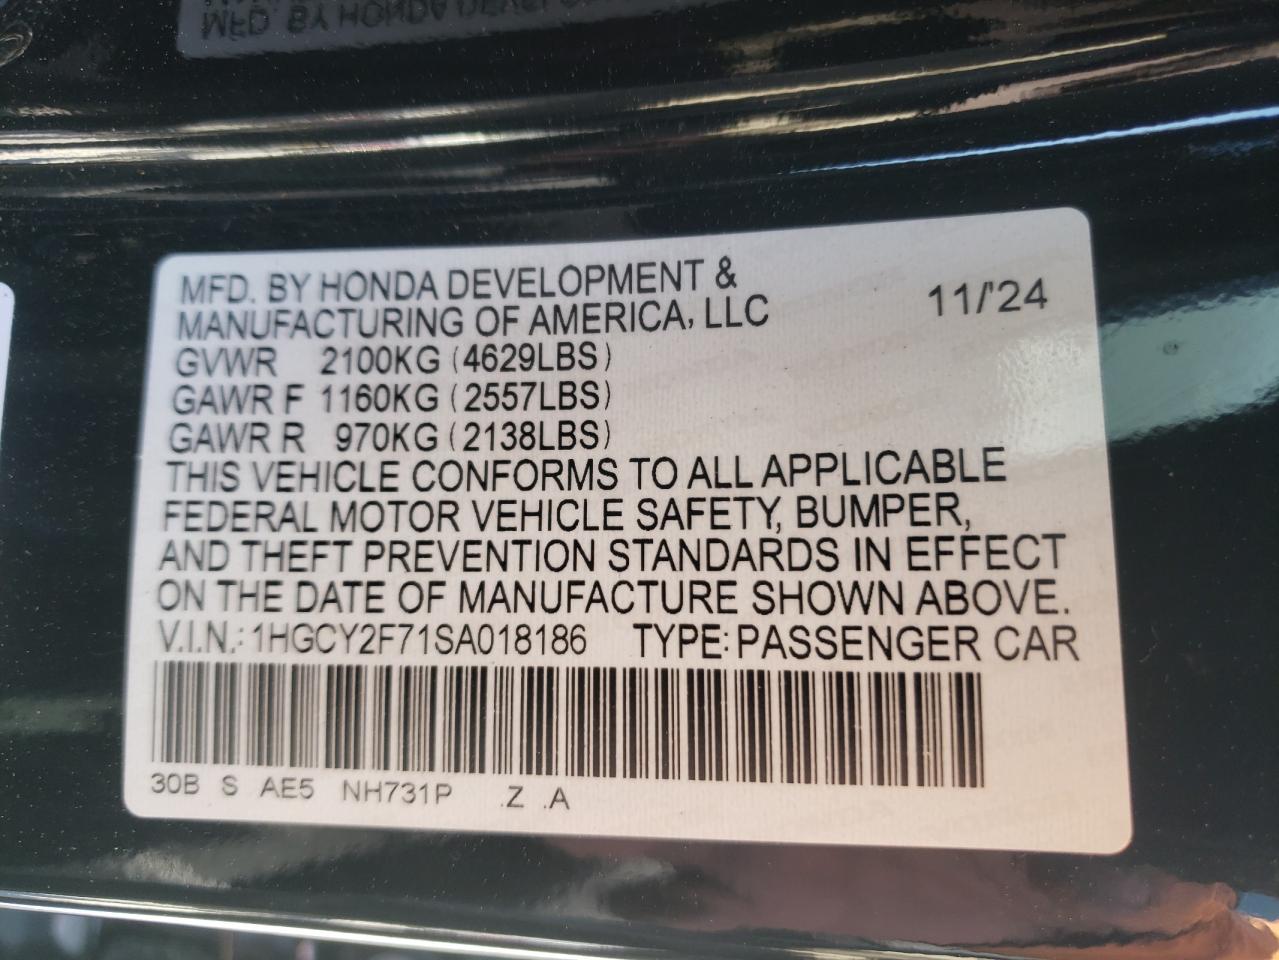 MFD. BY HONDA DEVELOPMENT &
MANUFACTURING OF AMERICA, LLC 11/'24
GVWR 2100KG (4629LBS)
GAWR F 1160KG (2557LBS)
GAWR R 970KG (2138LBS)
THIS VEHICLE CONFORMS TO ALL APPLICABLE
FEDERAL MOTOR VEHICLE SAFETY, BUMPER,
AND THEFT PREVENTION STANDARDS IN EFFECT
ON THE DATE OF MANUFACTURE SHOWN ABOVE.
V.I.N.: 1HGCY2F71SA018186 TYPE: PASSENGER CAR
30B S AE5 NH731P .Z .A